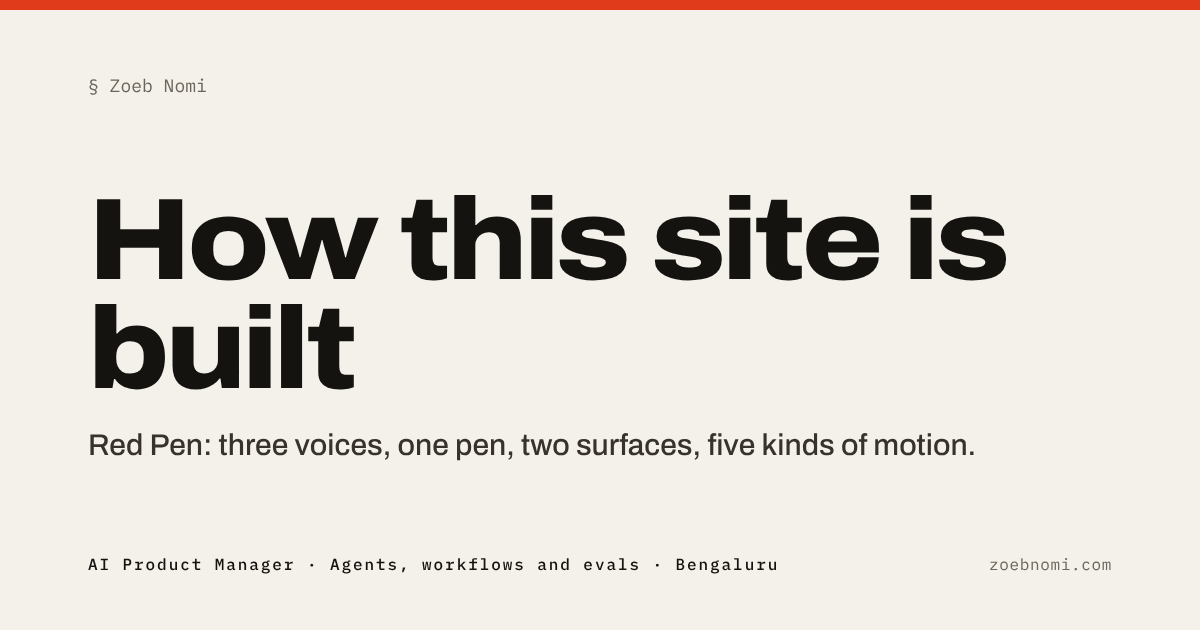 § Zoeb Nomi
How this site is
built
Red Pen: three voices, one pen, two surfaces, five kinds of motion.
AI Product Manager · Agents, workflows and evals · Bengaluru
zoebnomi.com